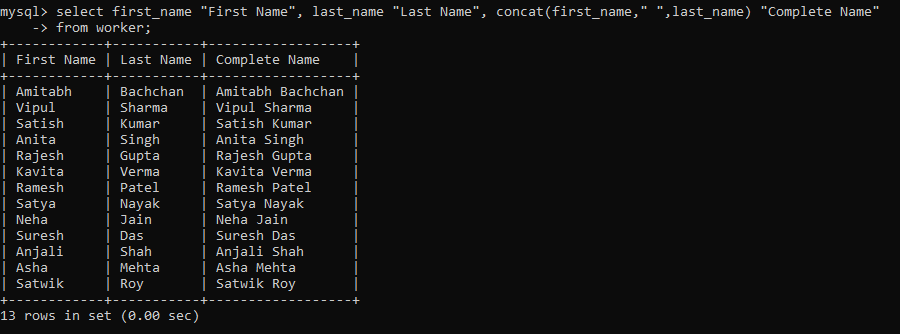 mysql> select first_name "First Name", last_name "Last Name", concat(first_name," ",last_name) "Complete Name"
    -> from worker;
+------------+-----------+------------------+
| First Name | Last Name | Complete Name    |
+------------+-----------+------------------+
| Amitabh    | Bachchan  | Amitabh Bachchan |
| Vipul      | Sharma    | Vipul Sharma     |
| Satish     | Kumar     | Satish Kumar     |
| Anita      | Singh     | Anita Singh      |
| Rajesh     | Gupta     | Rajesh Gupta     |
| Kavita     | Verma     | Kavita Verma     |
| Ramesh     | Patel     | Ramesh Patel     |
| Satya      | Nayak     | Satya Nayak      |
| Neha       | Jain      | Neha Jain        |
| Suresh     | Das       | Suresh Das       |
| Anjali     | Shah      | Anjali Shah      |
| Asha       | Mehta     | Asha Mehta       |
| Satwik     | Roy       | Satwik Roy       |
+------------+-----------+------------------+
13 rows in set (0.00 sec)